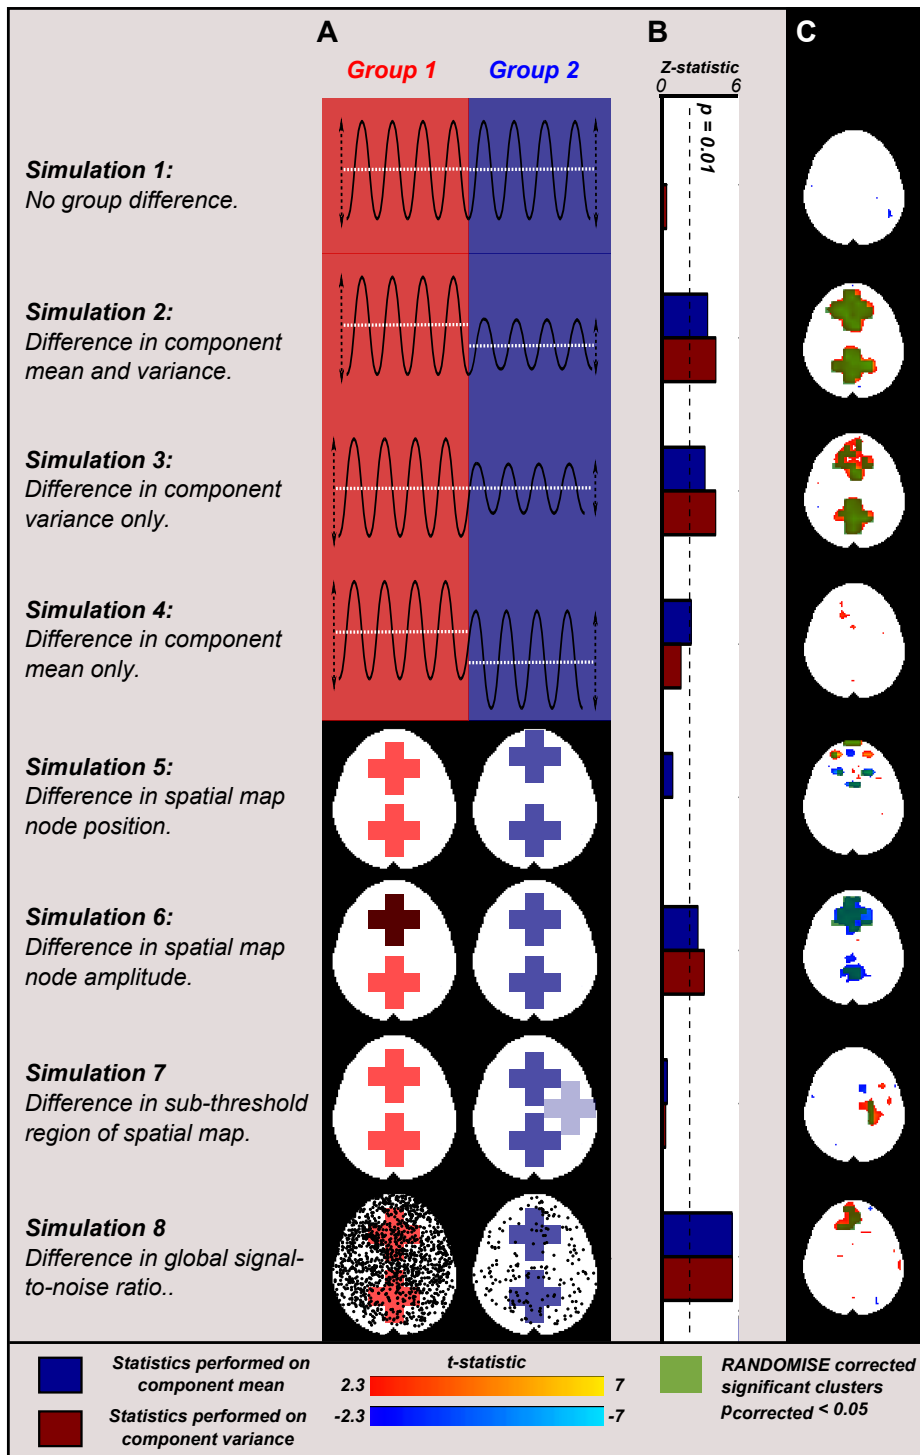 A
B
C
Group 1
Group 2
Z-statistic
0
6
p = 0.01
Simulation 1:
No group difference.
Simulation 2:
Difference in component
mean and variance.
Simulation 3:
Difference in component
variance only.
Simulation 4:
Difference in component
mean only.
Simulation 5:
Difference in spatial map
node position.
Simulation 6:
Difference in spatial map
node amplitude.
Simulation 7
Difference in sub-threshold
region of spatial map.
Simulation 8
Difference in global signal-
to-noise ratio..
Statistics performed on
component mean
Statistics performed on
component variance
t-statistic
2.3
7
-2.3
-7
RANDOMISE corrected
significant clusters
pcorrected < 0.05